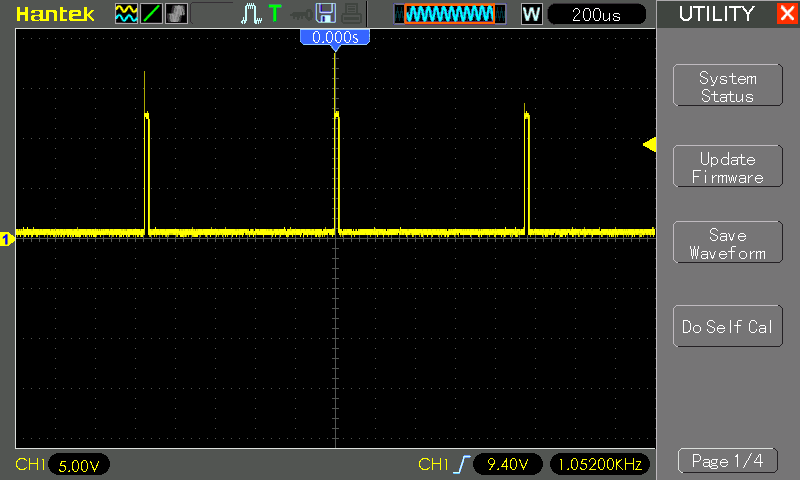 Hantek
T
W
200us
UTILITY
0.000s
System
Status
Update
Firmware
Save
Waveform
Do Self Cal
1
CH1 5.00V
CH1 9.40V 1.05200KHz
Page 1/4